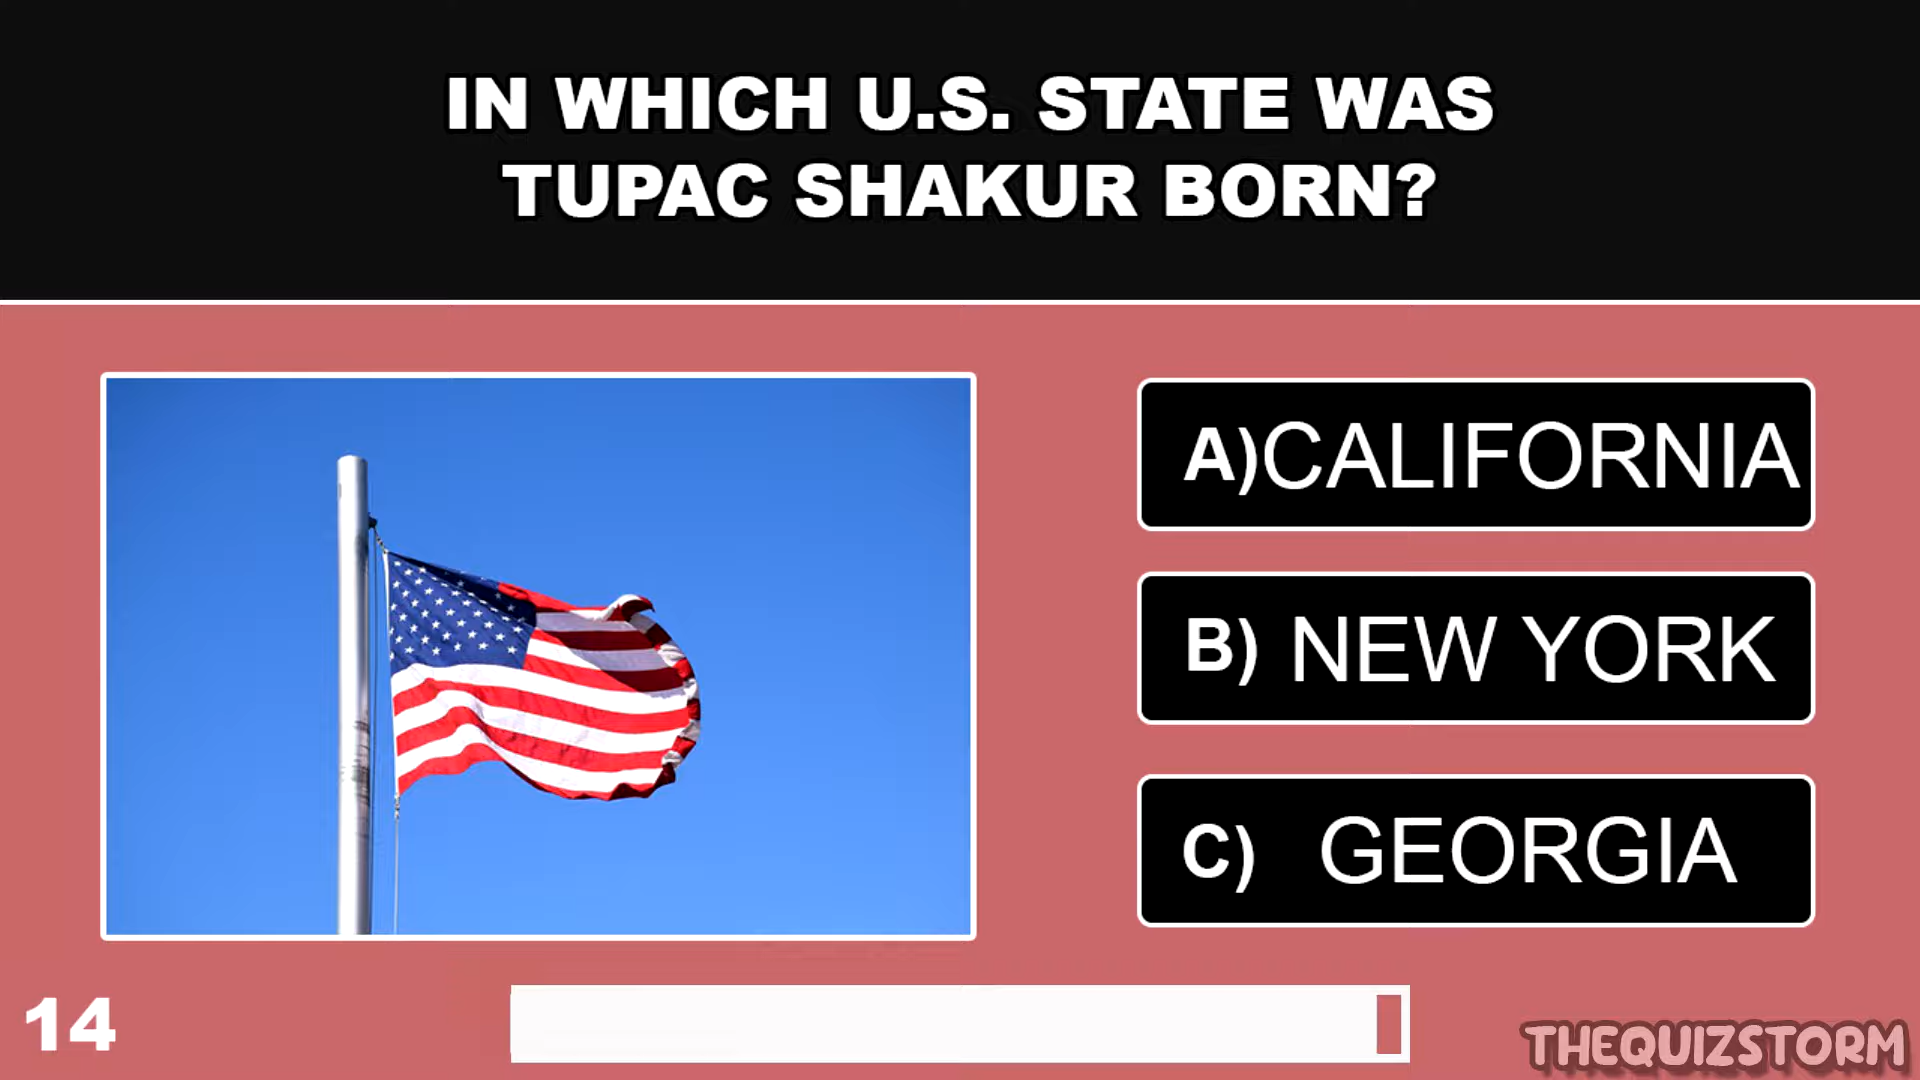 IN WHICH U.S. STATE WAS
TUPAC SHAKUR BORN?
A) CALIFORNIA
B) NEW YORK
C) GEORGIA
14
THEQUIZSTORM